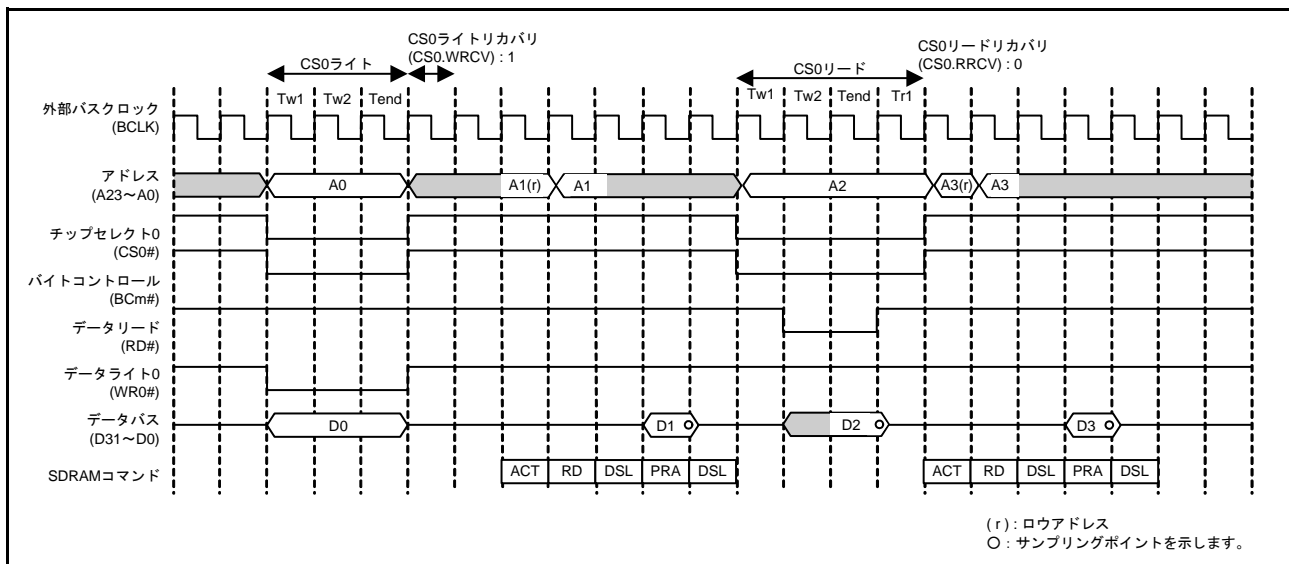 CS0ライトリカバリ
(CS0.WRCV) : 1
CS0ライト
CS0リードリカバリ
(CS0.RRCV) : 0
CS0リード
Tw1 Tw2 Tend
Tw1 Tw2 Tend Tr1
外部バスクロック
(BCLK)
アドレス
(A23～A0)
A0 A1(r) A1 A2 A3(r) A3
チップセレクト0
(CS0#)
バイトコントロール
(BCm#)
データリード
(RD#)
データライト0
(WR0#)
データバス
(D31～D0)
D0 D1 D2 D3
SDRAMコマンド
ACT RD DSL PRA DSL ACT RD DSL PRA DSL
( r ) : ロウアドレス
○ : サンプリングポイントを示します。